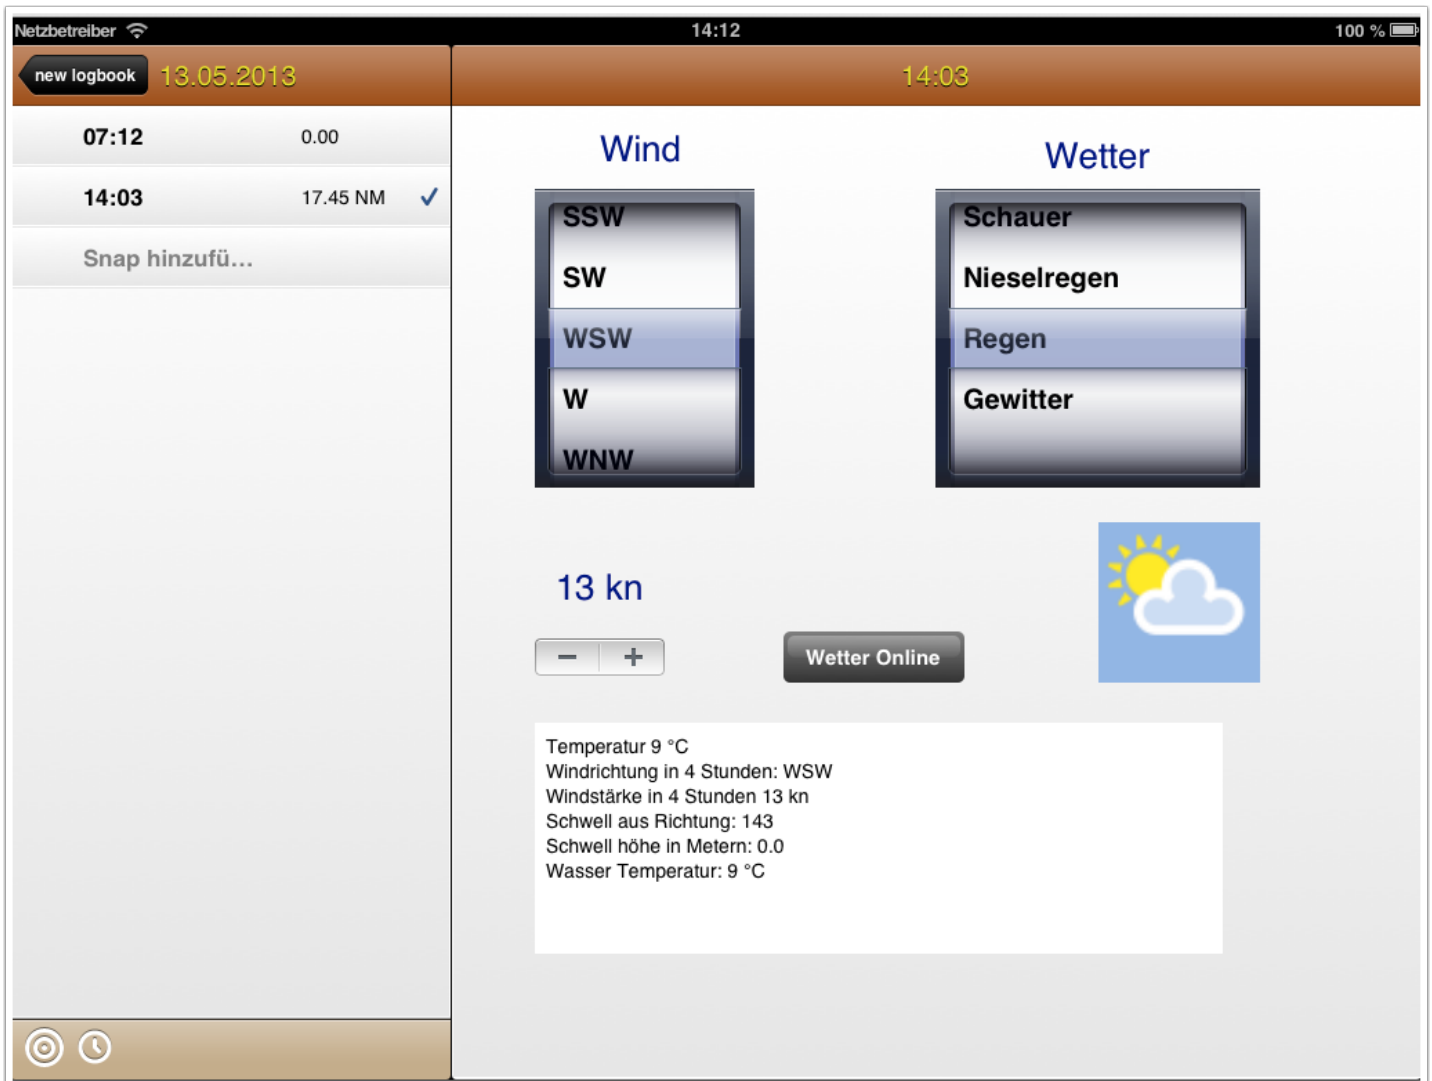 Netzbetreiber 14:12 100 %
new logbook 13.05.2013 14:03
07:12 0.00
14:03 17.45 NM
Snap hinzufü...
Wind
SSW
SW
WSW
W
WNW
Wetter
Schauer
Nieselregen
Regen
Gewitter
13 kn
− +
Wetter Online
Temperatur 9 °C
Windrichtung in 4 Stunden: WSW
Windstärke in 4 Stunden 13 kn
Schwell aus Richtung: 143
Schwell höhe in Metern: 0.0
Wasser Temperatur: 9 °C